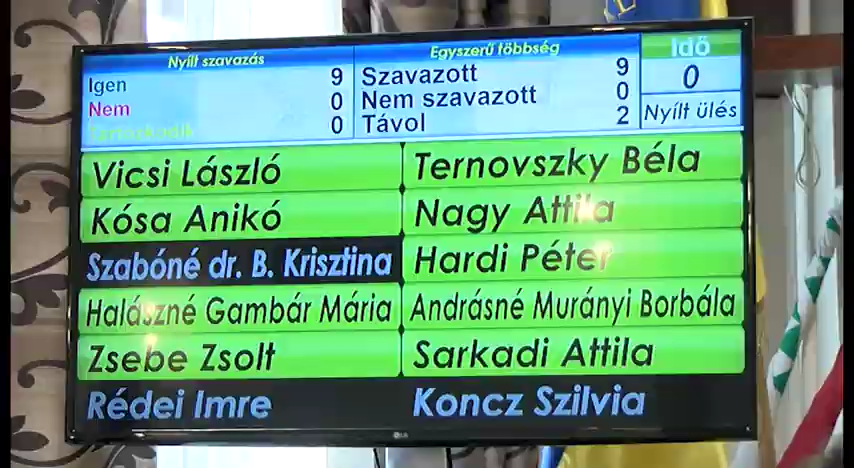 Nyílt szavazás Egyszerű többség Idő
Igen 9 Szavazott 9 0
Nem 0 Nem szavazott 0
Tartózkodik 0 Távol 2 Nyílt ülés
Vicsi László Ternovszky Béla
Kósa Anikó Nagy Attila
Szabóné dr. B. Krisztina Hardi Péter
Halászné Gambár Mária Andrásné Murányi Borbála
Zsebe Zsolt Sarkadi Attila
Rédei Imre Koncz Szilvia
LG